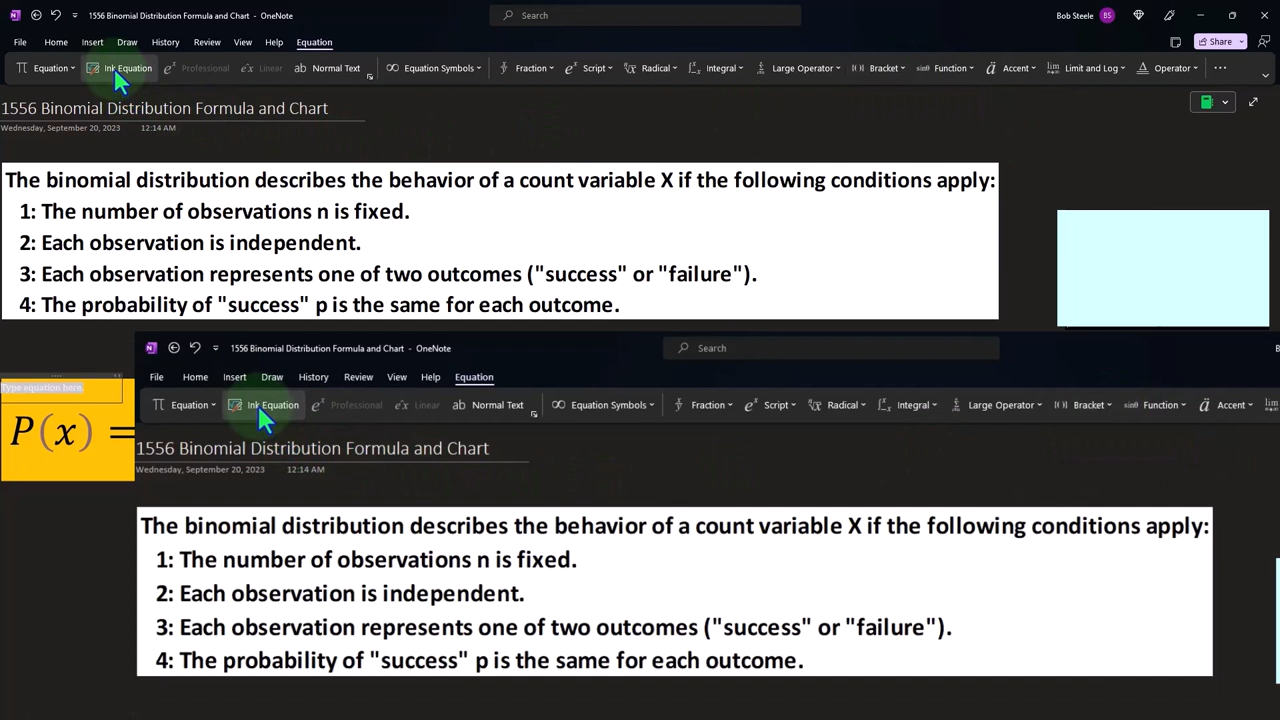 1556 Binomial Distribution Formula and Chart - OneNote
Search
Bob Steele BS
File Home Insert Draw History Review View Help Equation
Share
Equation Ink Equation Professional Linear Normal Text Equation Symbols Fraction Script Radical Integral Large Operator Bracket Function Accent Limit and Log Operator
1556 Binomial Distribution Formula and Chart
Wednesday, September 20, 2023 12:14 AM
The binomial distribution describes the behavior of a count variable X if the following conditions apply:
1: The number of observations n is fixed.
2: Each observation is independent.
3: Each observation represents one of two outcomes ("success" or "failure").
4: The probability of "success" p is the same for each outcome.
Type equation here.
P(x) =
1556 Binomial Distribution Formula and Chart - OneNote
Search
B
File Home Insert Draw History Review View Help Equation
Equation Ink Equation Professional Linear Normal Text Equation Symbols Fraction Script Radical Integral Large Operator Bracket Function Accent
1556 Binomial Distribution Formula and Chart
Wednesday, September 20, 2023 12:14 AM
The binomial distribution describes the behavior of a count variable X if the following conditions apply:
1: The number of observations n is fixed.
2: Each observation is independent.
3: Each observation represents one of two outcomes ("success" or "failure").
4: The probability of "success" p is the same for each outcome.